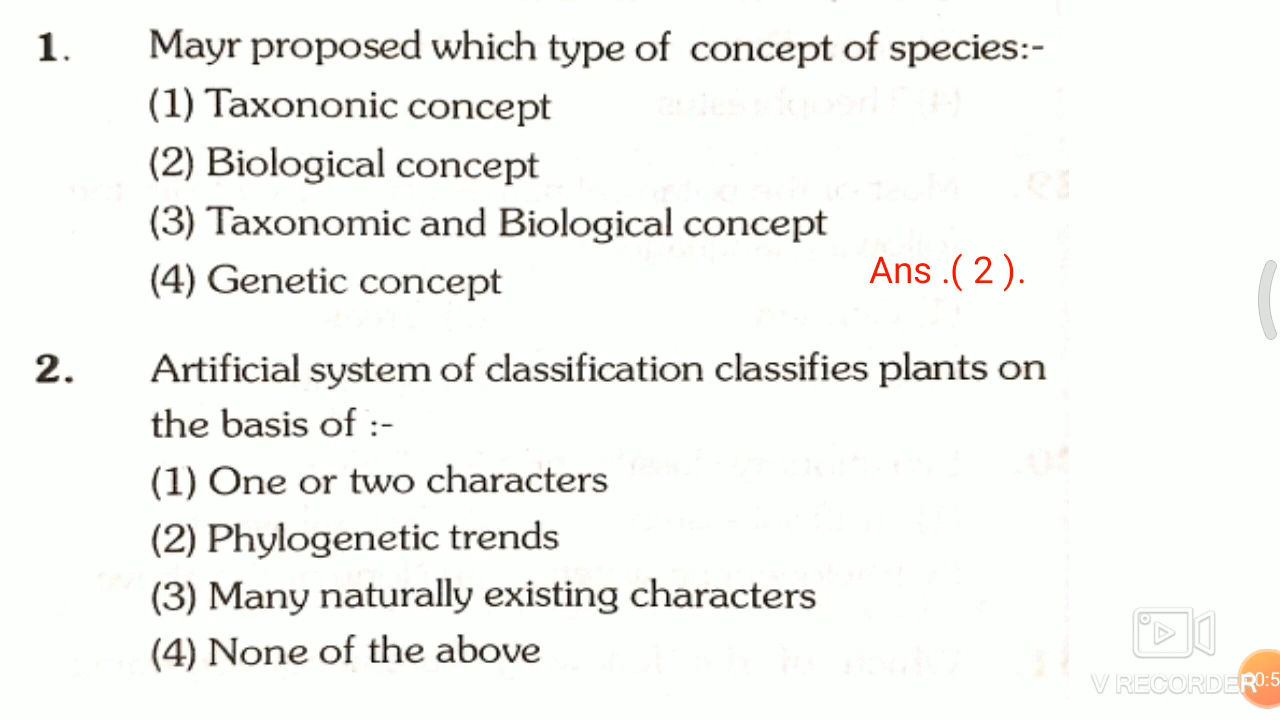 1. Mayr proposed which type of concept of species:-
(1) Taxononic concept
(2) Biological concept
(3) Taxonomic and Biological concept
(4) Genetic concept
Ans .( 2 ).
2. Artificial system of classification classifies plants on
the basis of :-
(1) One or two characters
(2) Phylogenetic trends
(3) Many naturally existing characters
(4) None of the above
V RECORDER